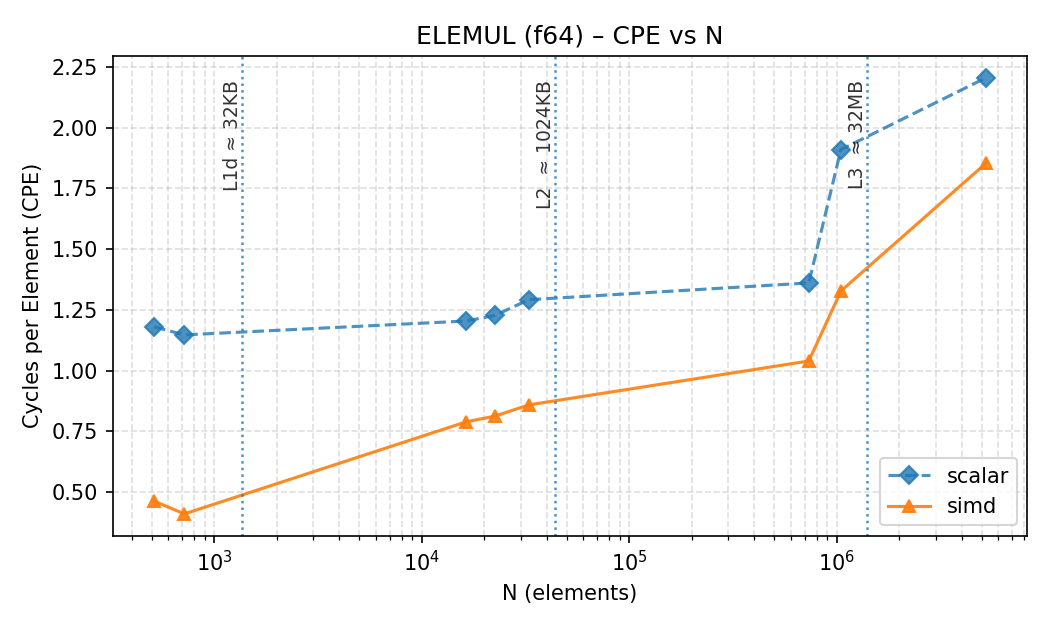 ELEMUL (f64) – CPE vs N
Cycles per Element (CPE)
2.25
2.00
1.75
1.50
1.25
1.00
0.75
0.50
L1d ≈ 32KB
L2 ≈ 1024KB
L3 ≈ 32MB
scalar
simd
10³
10⁴
10⁵
10⁶
N (elements)